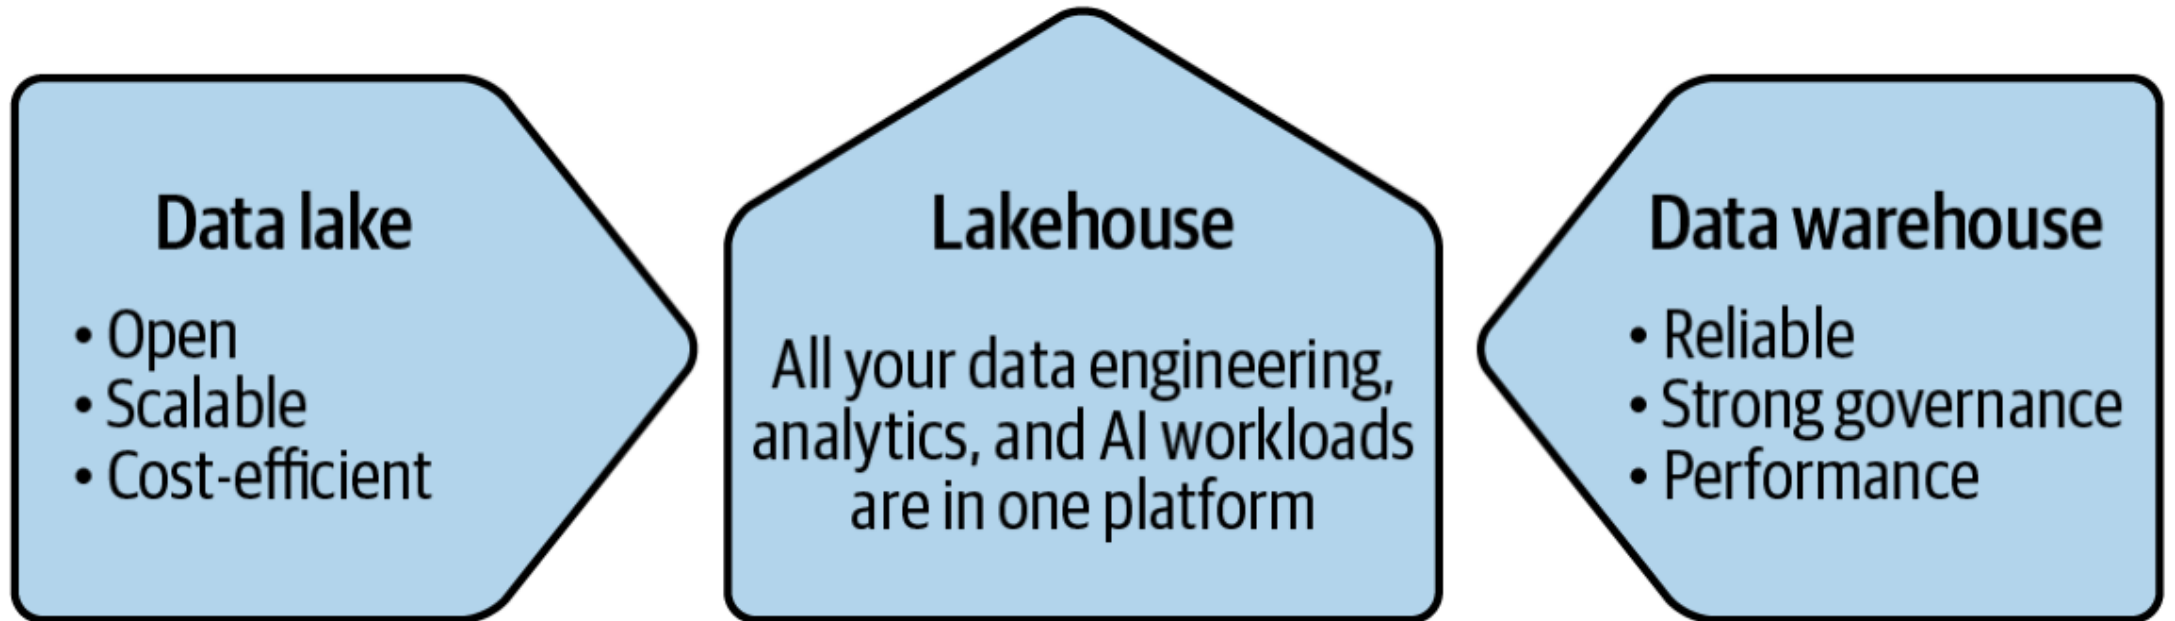 Data lake
• Open
• Scalable
• Cost-efficient
Lakehouse
All your data engineering,
analytics, and AI workloads
are in one platform
Data warehouse
• Reliable
• Strong governance
• Performance